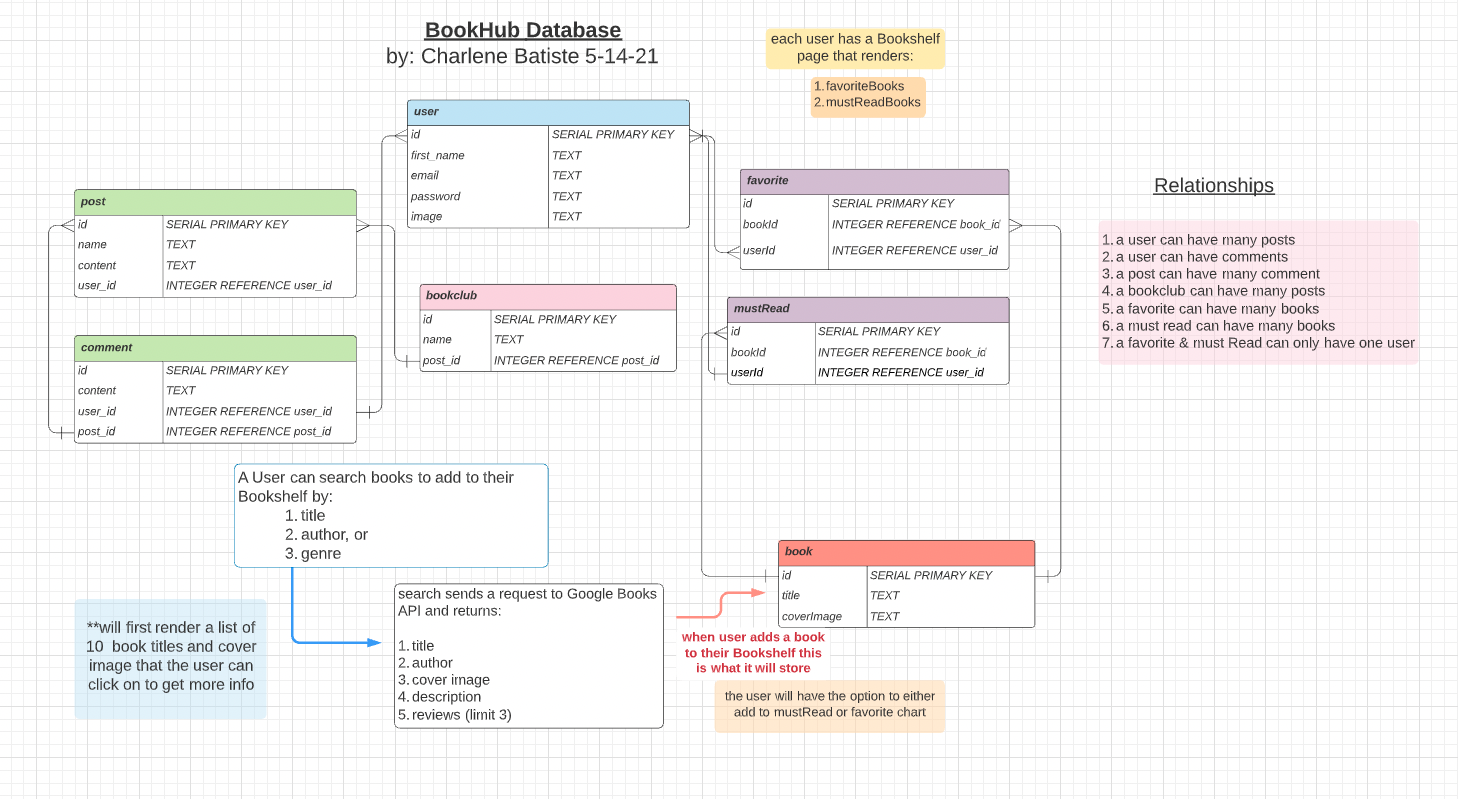 BookHub Database
by: Charlene Batiste 5-14-21
each user has a Bookshelf
page that renders:
1. favoriteBooks
2. mustReadBooks
user
id SERIAL PRIMARY KEY
first_name TEXT
email TEXT
password TEXT
image TEXT
post
id SERIAL PRIMARY KEY
name TEXT
content TEXT
user_id INTEGER REFERENCE user_id
comment
id SERIAL PRIMARY KEY
content TEXT
user_id INTEGER REFERENCE user_id
post_id INTEGER REFERENCE post_id
bookclub
id SERIAL PRIMARY KEY
name TEXT
post_id INTEGER REFERENCE post_id
favorite
id SERIAL PRIMARY KEY
bookId INTEGER REFERENCE book_id
userId INTEGER REFERENCE user_id
mustRead
id SERIAL PRIMARY KEY
bookId INTEGER REFERENCE book_id
userId INTEGER REFERENCE user_id
Relationships
1. a user can have many posts
2. a user can have comments
3. a post can have many comment
4. a bookclub can have many posts
5. a favorite can have many books
6. a must read can have many books
7. a favorite & must Read can only have one user
A User can search books to add to their
Bookshelf by:
1. title
2. author, or
3. genre
search sends a request to Google Books
API and returns:
1. title
2. author
3. cover image
4. description
5. reviews (limit 3)
**will first render a list of
10 book titles and cover
image that the user can
click on to get more info
book
id SERIAL PRIMARY KEY
title TEXT
coverImage TEXT
when user adds a book
to their Bookshelf this
is what it will store
the user will have the option to either
add to mustRead or favorite chart